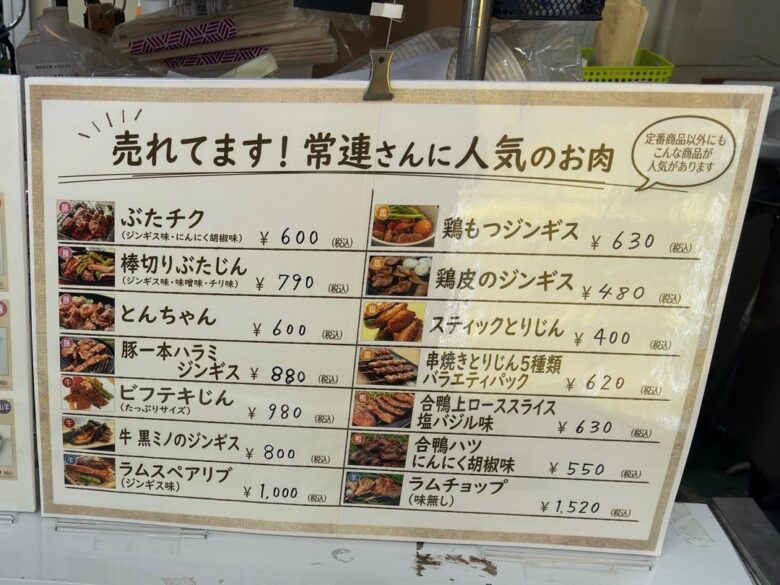 売れてます！常連さんに人気のお肉
定番商品以外にも
こんな商品が
人気があります
豚
ぶたチク
(ジンギス味・にんにく胡椒味)
¥ 600 (税込)
豚
棒切りぶたじん
(ジンギス味・味噌味・チリ味)
¥ 790 (税込)
豚
とんちゃん
¥ 600 (税込)
豚
豚一本ハラミ
ジンギス
¥ 880 (税込)
牛
ビフテキじん
(たっぷりサイズ)
¥ 980 (税込)
牛
牛 黒ミノのジンギス
¥ 800 (税込)
羊
ラムスペアリブ
(ジンギス味)
¥ 1,000 (税込)
鶏もつジンギス
¥ 630 (税込)
鶏皮のジンギス
¥ 480 (税込)
スティックとりじん
¥ 400 (税込)
串焼きとりじん5種類
バラエティパック
¥ 620 (税込)
合鴨上ローススライス
塩バジル味
¥ 630 (税込)
合鴨ハツ
にんにく胡椒味
¥ 550 (税込)
羊
ラムチョップ
(味無し)
¥ 1,520 (税込)